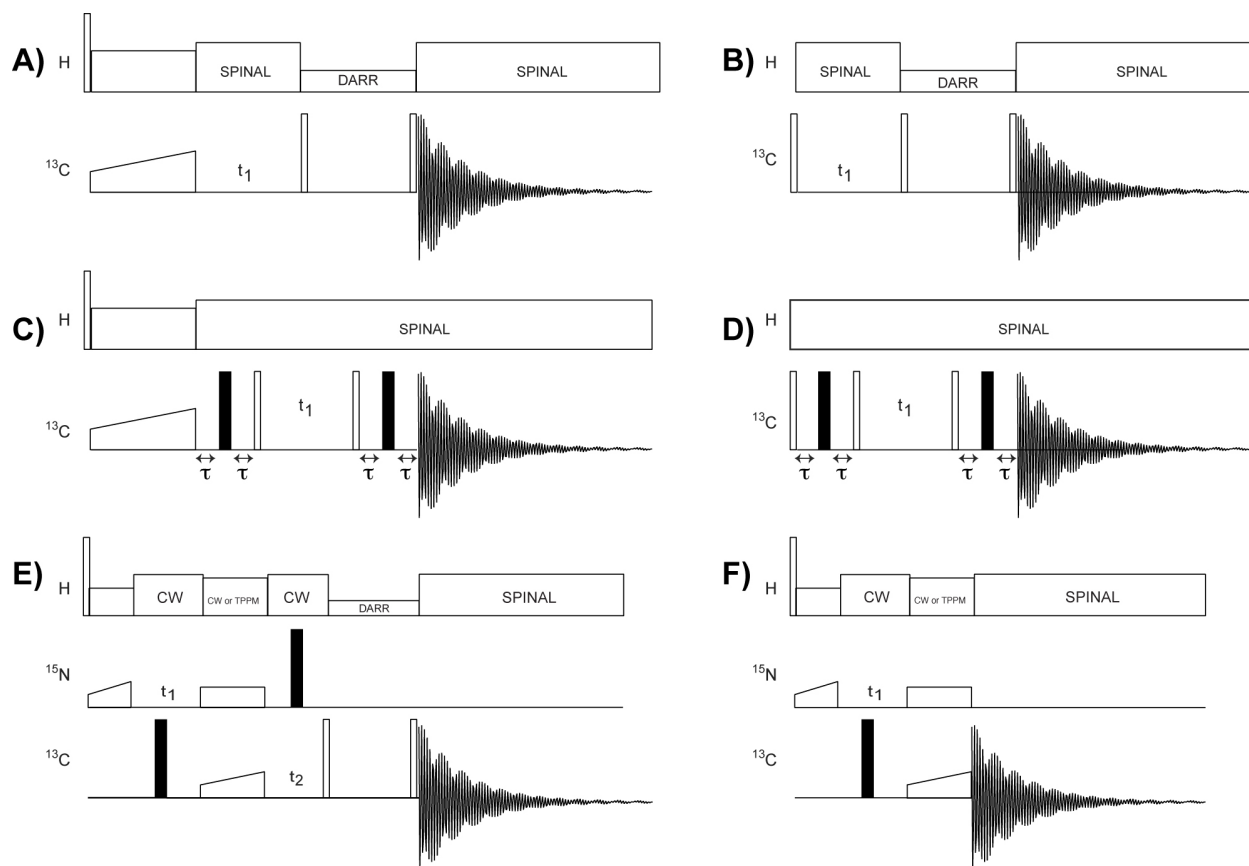 A) H SPINAL DARR SPINAL
¹³C t₁
B) H SPINAL DARR SPINAL
¹³C t₁
C) H SPINAL
¹³C t₁
τ τ τ τ
D) H SPINAL
¹³C t₁
τ τ τ τ
E) H CW CW or TPPM CW DARR SPINAL
¹⁵N t₁
¹³C t₂
F) H CW CW or TPPM SPINAL
¹⁵N t₁
¹³C